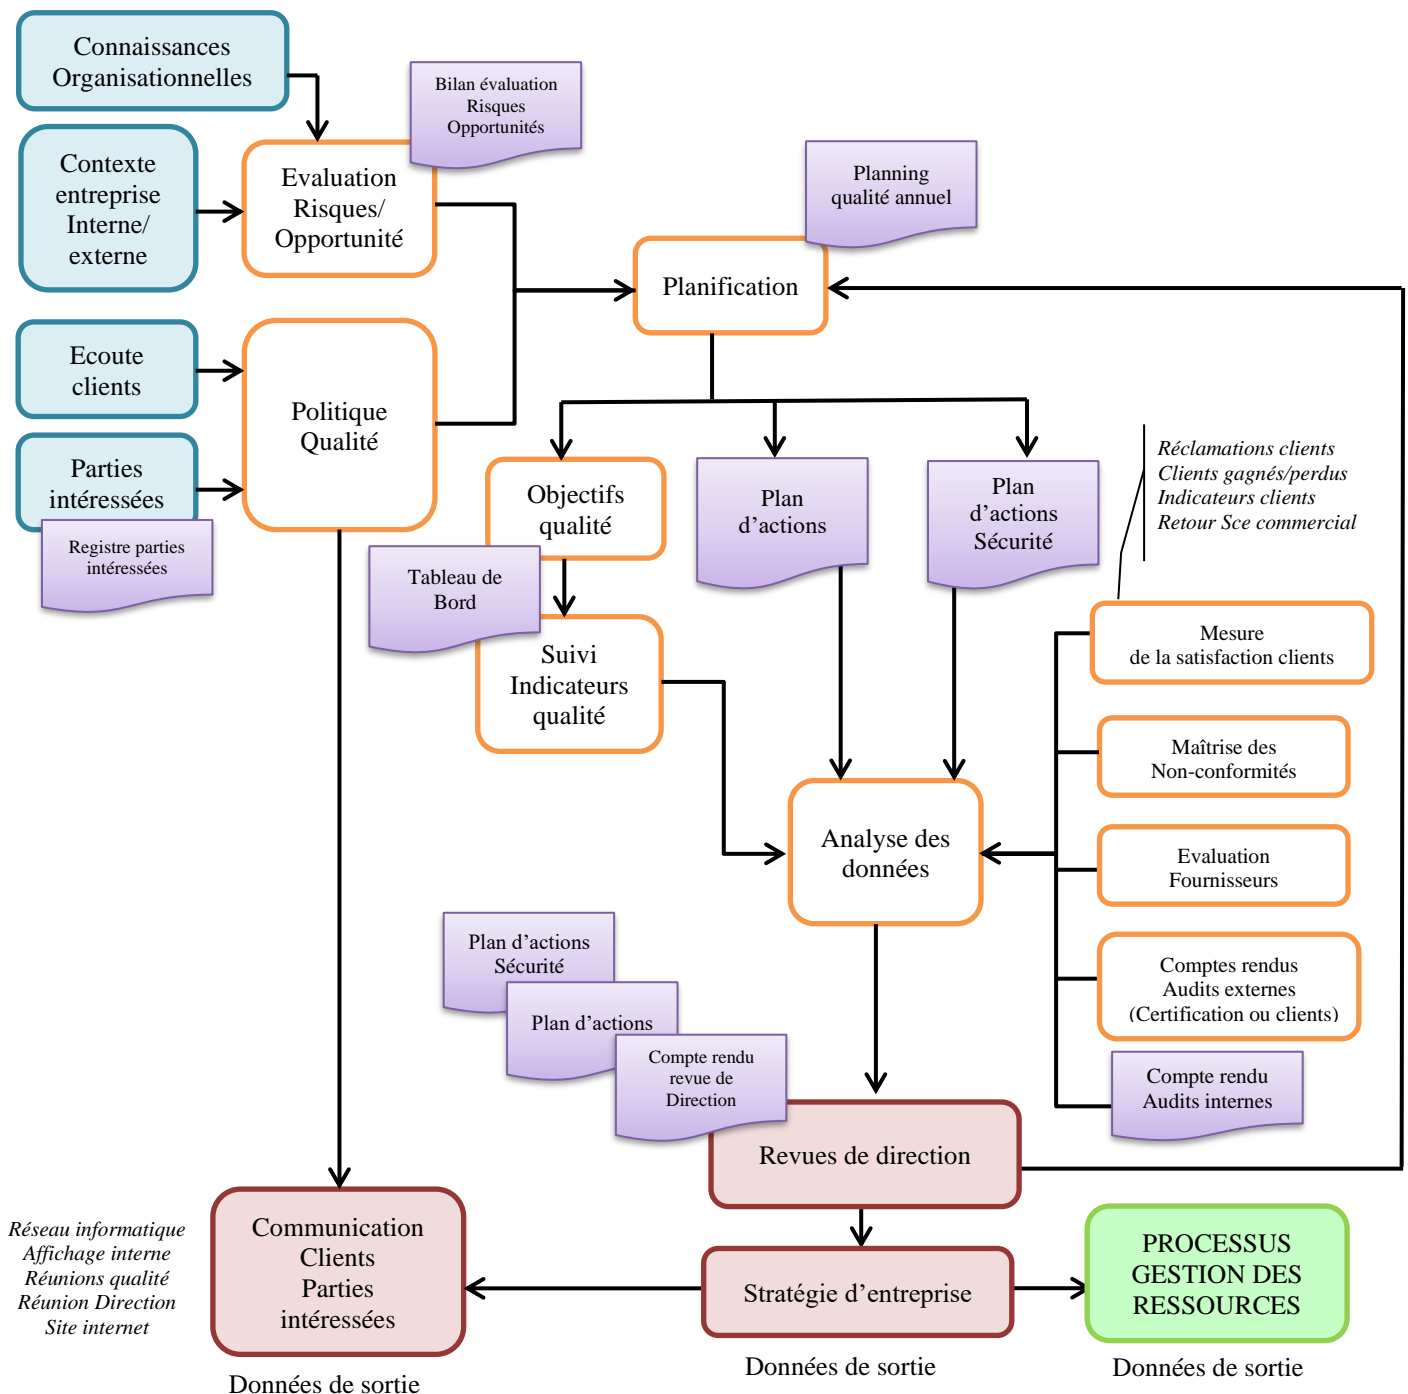 Connaissances
Organisationnelles
Bilan évaluation
Risques
Opportunités
Contexte
entreprise
Interne/
externe
Evaluation
Risques/
Opportunité
Planning
qualité annuel
Planification
Ecoute
clients
Politique
Qualité
Parties
intéressées
Registre parties
intéressées
Objectifs
qualité
Plan
d’actions
Plan
d’actions
Sécurité
Réclamations clients
Clients gagnés/perdus
Indicateurs clients
Retour Sce commercial
Tableau de
Bord
Suivi
Indicateurs
qualité
Mesure
de la satisfaction clients
Maîtrise des
Non-conformités
Analyse des
données
Evaluation
Fournisseurs
Plan d’actions
Sécurité
Plan d’actions
Compte rendu
revue de
Direction
Comptes rendus
Audits externes
(Certification ou clients)
Compte rendu
Audits internes
Revues de direction
Réseau informatique
Affichage interne
Réunions qualité
Réunion Direction
Site internet
Communication
Clients
Parties
intéressées
Stratégie d’entreprise
PROCESSUS
GESTION DES
RESSOURCES
Données de sortie
Données de sortie
Données de sortie